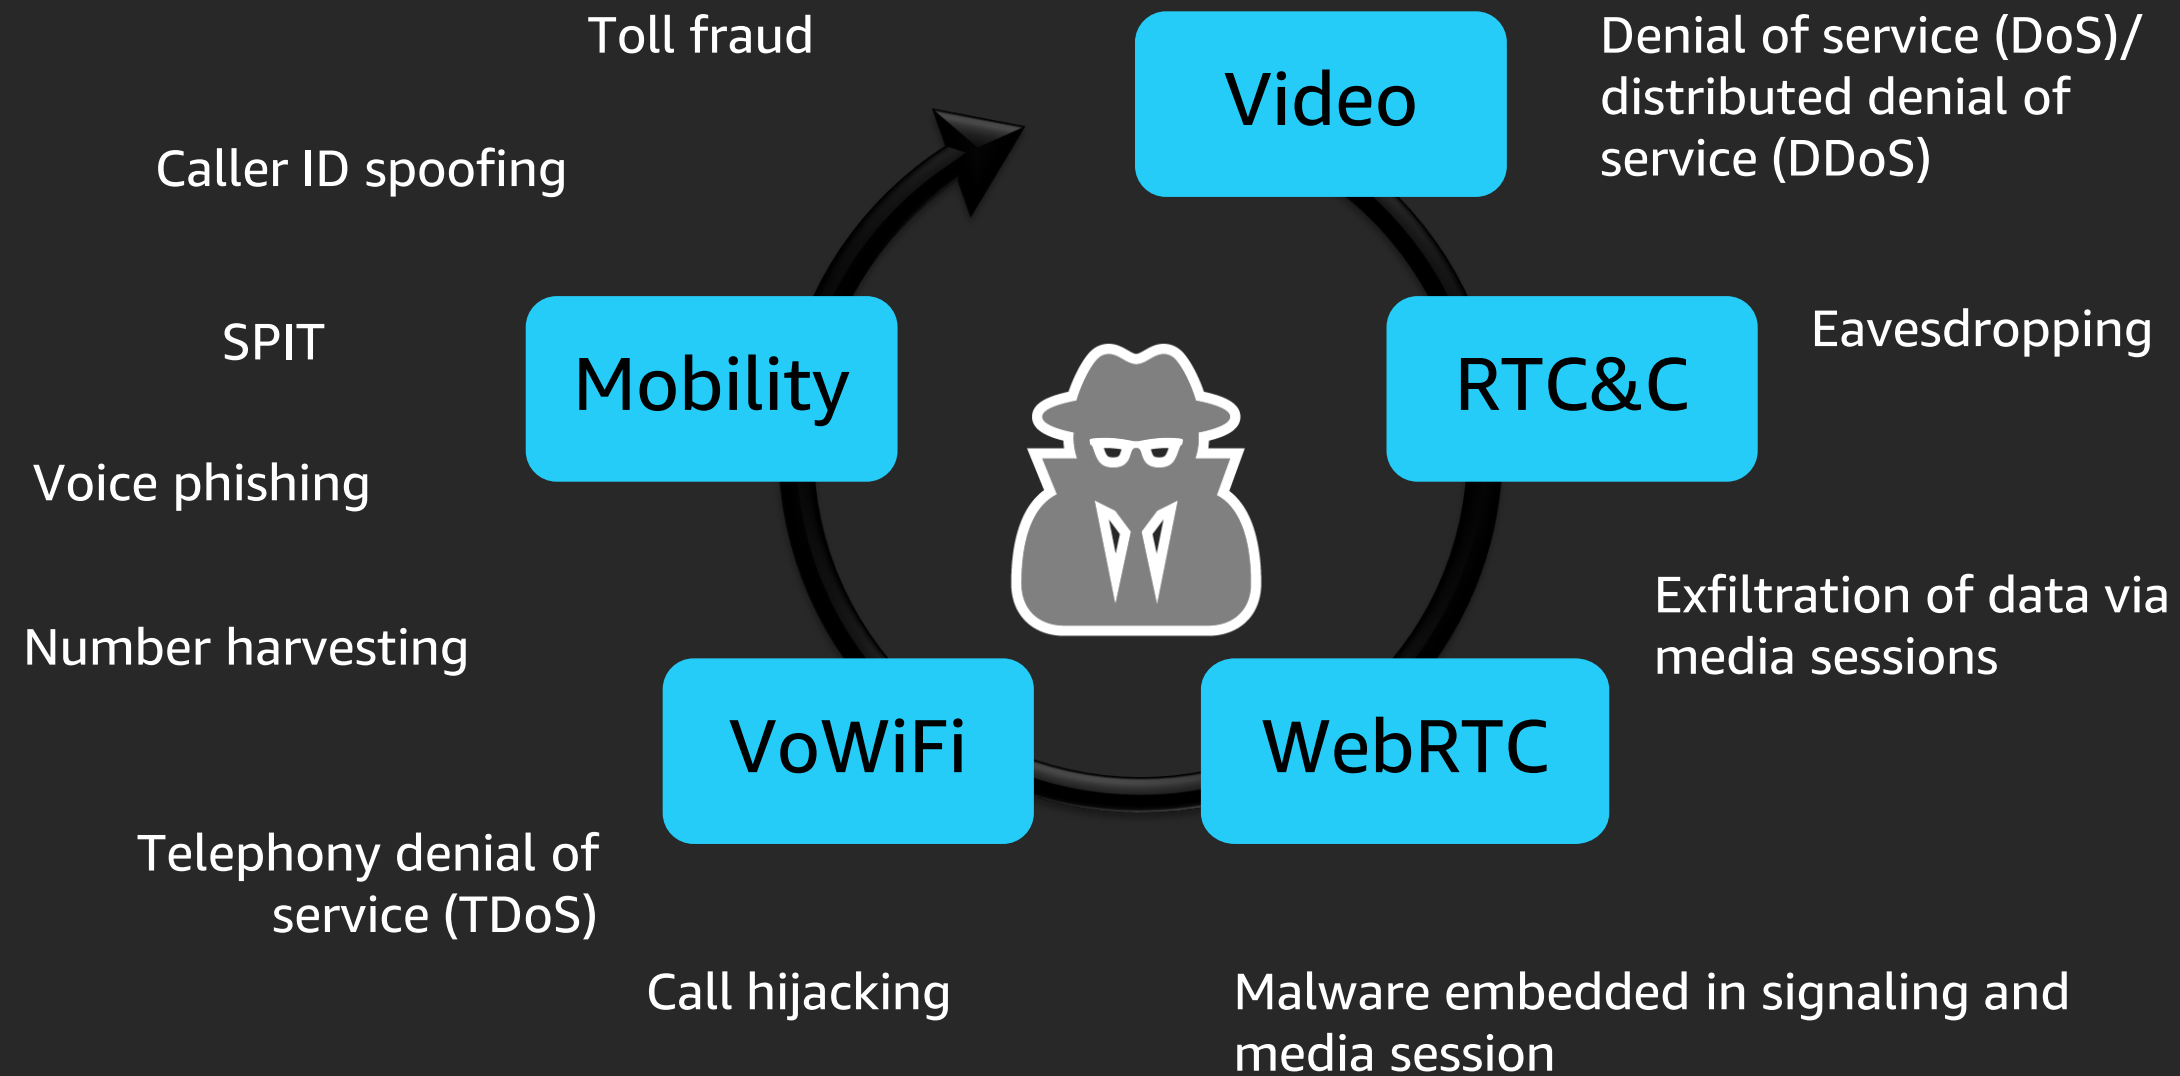 Toll fraud
Video
Denial of service (DoS)/
distributed denial of
service (DDoS)
Caller ID spoofing
SPIT
Mobility
RTC&C
Eavesdropping
Voice phishing
Exfiltration of data via
media sessions
Number harvesting
VoWiFi
WebRTC
Telephony denial of
service (TDoS)
Call hijacking
Malware embedded in signaling and
media session